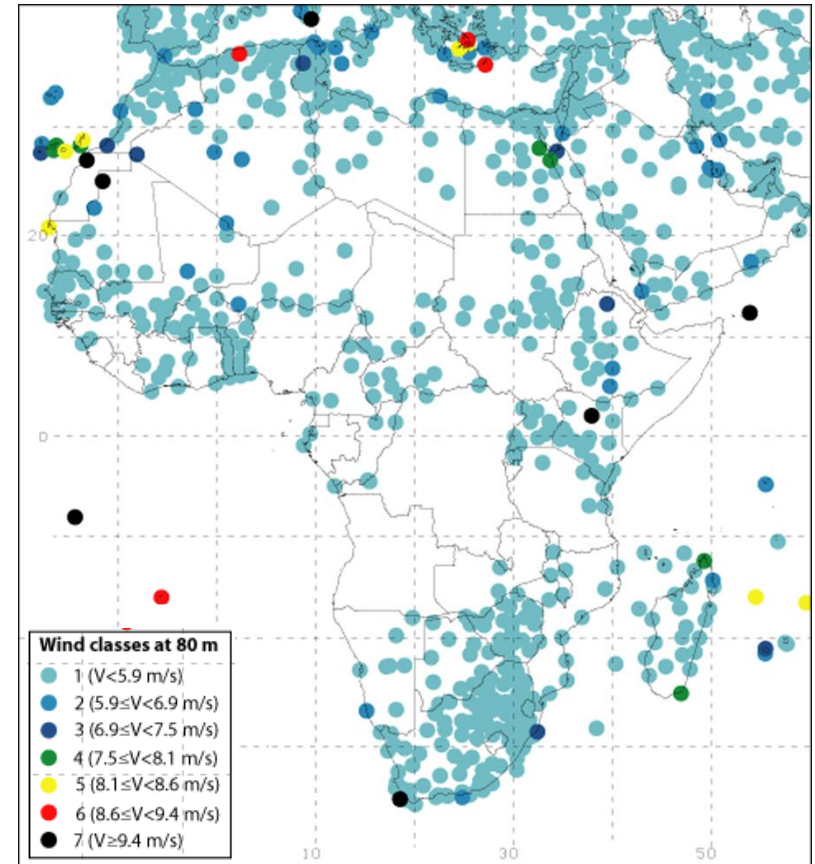 20
0
Wind classes at 80 m
1 (V<5.9 m/s)
2 (5.9≤V<6.9 m/s)
3 (6.9≤V<7.5 m/s)
4 (7.5≤V<8.1 m/s)
5 (8.1≤V<8.6 m/s)
6 (8.6≤V<9.4 m/s)
7 (V≥9.4 m/s)
10 30 50